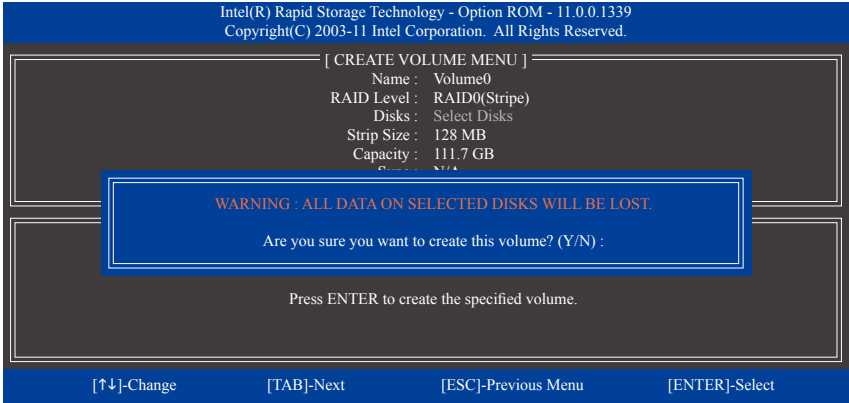 Intel(R) Rapid Storage Technology - Option ROM - 11.0.0.1339
Copyright(C) 2003-11 Intel Corporation. All Rights Reserved.
[ CREATE VOLUME MENU ]
Name : Volume0
RAID Level : RAID0(Stripe)
Disks : Select Disks
Strip Size : 128 MB
Capacity : 111.7 GB
Sync : N/A
WARNING : ALL DATA ON SELECTED DISKS WILL BE LOST.
Are you sure you want to create this volume? (Y/N) :
Press ENTER to create the specified volume.
[↑↓]-Change [TAB]-Next [ESC]-Previous Menu [ENTER]-Select